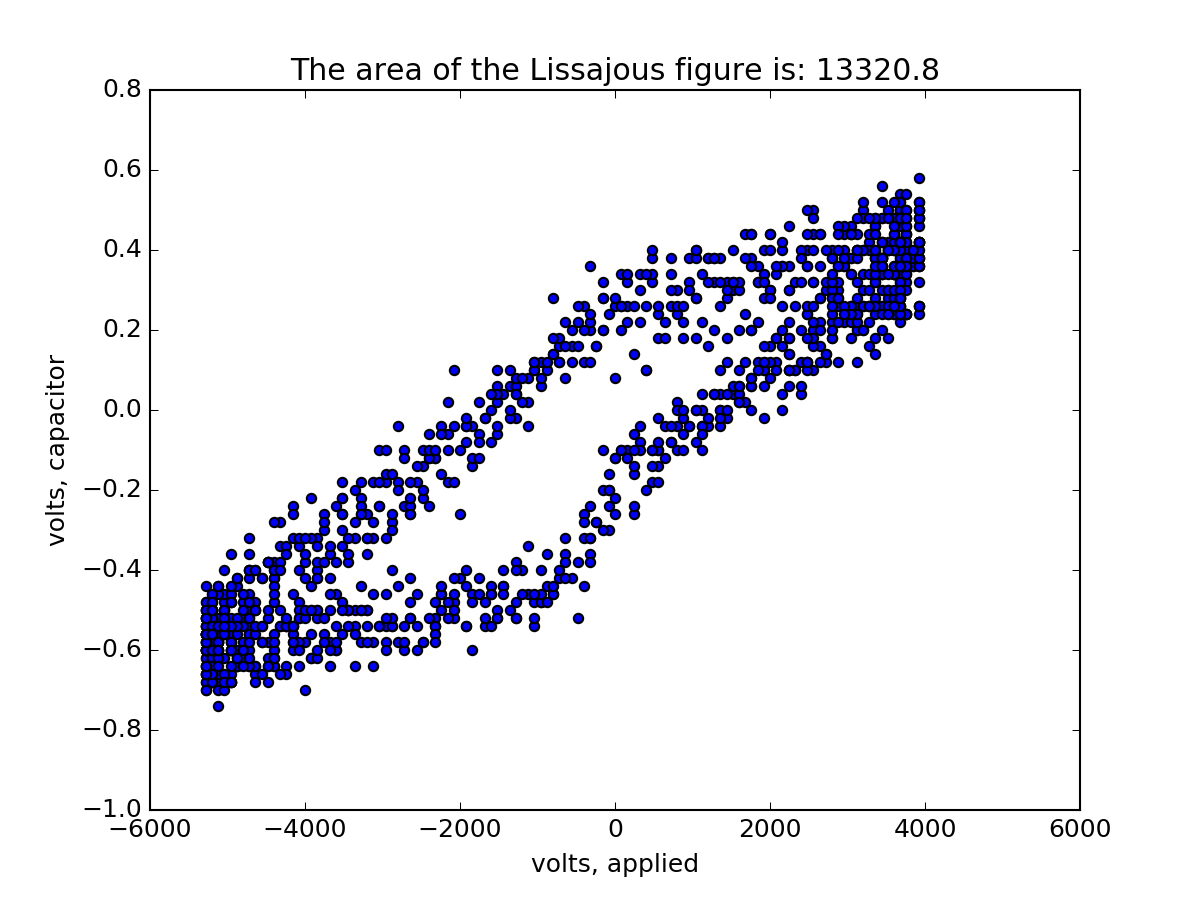 The area of the Lissajous figure is: 13320.8
0.8
0.6
0.4
0.2
0.0
−0.2
−0.4
−0.6
−0.8
−1.0
volts, capacitor
−6000 −4000 −2000 0 2000 4000 6000
volts, applied